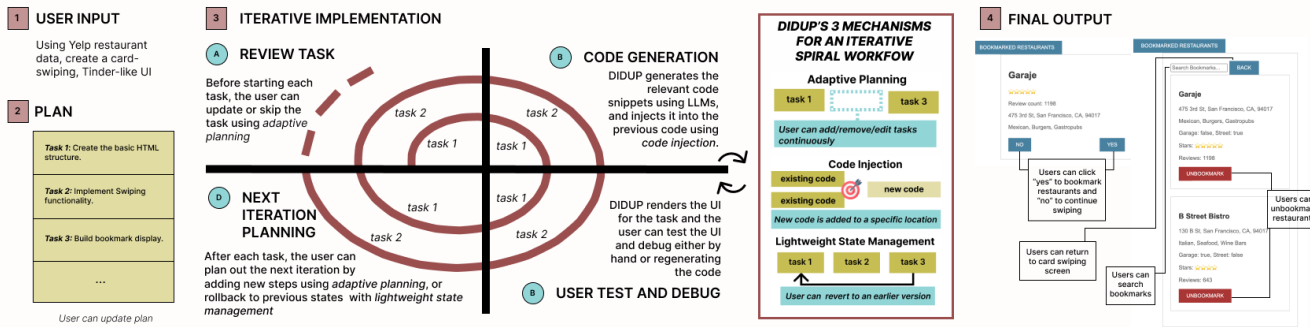 1 USER INPUT
Using Yelp restaurant
data, create a card-
swiping, Tinder-like UI
2 PLAN
Task 1: Create the basic HTML
structure.
Task 2: Implement Swiping
functionality.
Task 3: Build bookmark display.
...
User can update plan
3 ITERATIVE IMPLEMENTATION
A REVIEW TASK
Before starting each
task, the user can
update or skip the
task using adaptive
planning
B CODE GENERATION
DIDUP generates the
relevant code
snippets using LLMs,
and injects it into the
previous code using
code injection.
task 2
task 1
task 2
task 1
task 1
task 2
task 1
task 2
D NEXT
ITERATION
PLANNING
After each task, the user can
plan out the next iteration by
adding new steps using adaptive planning, or
rollback to previous states with lightweight state
management
DIDUP renders the UI
for the task and the
user can test the UI
and debug either by
hand or regenerating
the code
B USER TEST AND DEBUG
DIDUP'S 3 MECHANISMS
FOR AN ITERATIVE
SPIRAL WORKFOW
Adaptive Planning
task 1
task 3
User can add/remove/edit tasks
continuously
Code Injection
existing code
existing code
new code
New code is added to a specific location
Lightweight State Management
task 1
task 2
task 3
User can revert to an earlier version
4 FINAL OUTPUT
BOOKMARKED RESTAURANTS
Garaje
Review count: 1198
475 3rd St, San Francisco, CA, 94017
Mexican, Burgers, Gastropubs
NO
YES
Users can click
"yes" to bookmark
restaurants and
"no" to continue
swiping
Users can return
to card swiping
screen
Users can
search
bookmarks
BOOKMARKED RESTAURANTS
Search Bookmarks...
BACK
Garaje
475 3rd St, San Francisco, CA, 94017
Mexican, Burgers, Gastropubs
Garage: false, Street: true
Stars:
Reviews: 1198
UNBOOKMARK
Users can
unbookma
restaurant
B Street Bistro
130 B St, San Francisco, CA, 94017
Italian, Seafood, Wine Bars
Garage: true, Street: false
Stars:
Reviews: 643
UNBOOKMARK